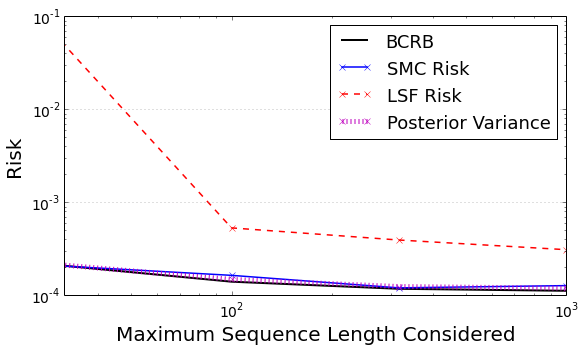 10^-1
10^-2
10^-3
10^-4
Risk
BCRB
SMC Risk
LSF Risk
Posterior Variance
10^2
10^3
Maximum Sequence Length Considered